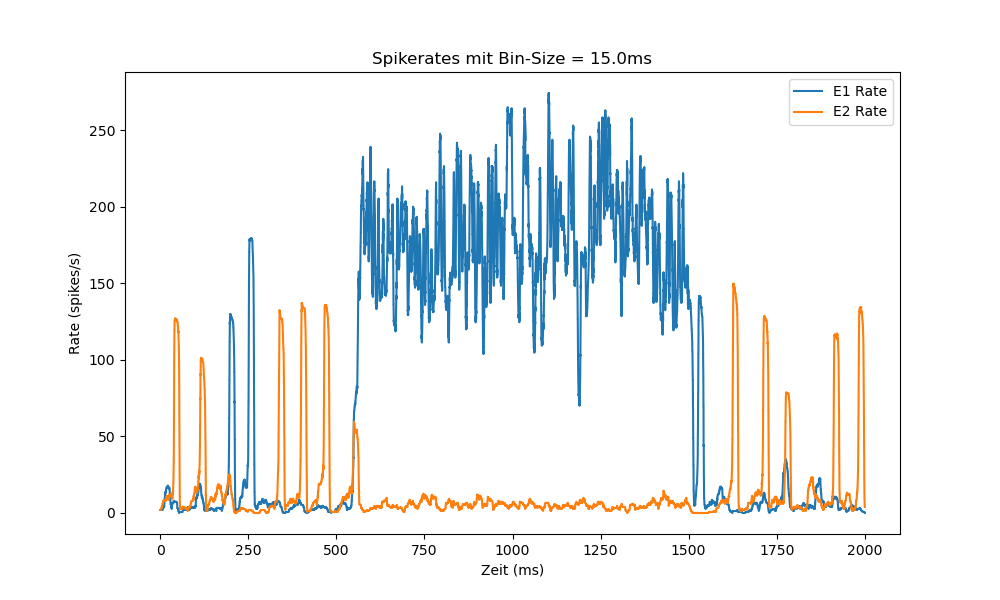 Spikerates mit Bin-Size = 15.0ms
E1 Rate
E2 Rate
250
200
150
100
50
0
Rate (spikes/s)
0 250 500 750 1000 1250 1500 1750 2000
Zeit (ms)